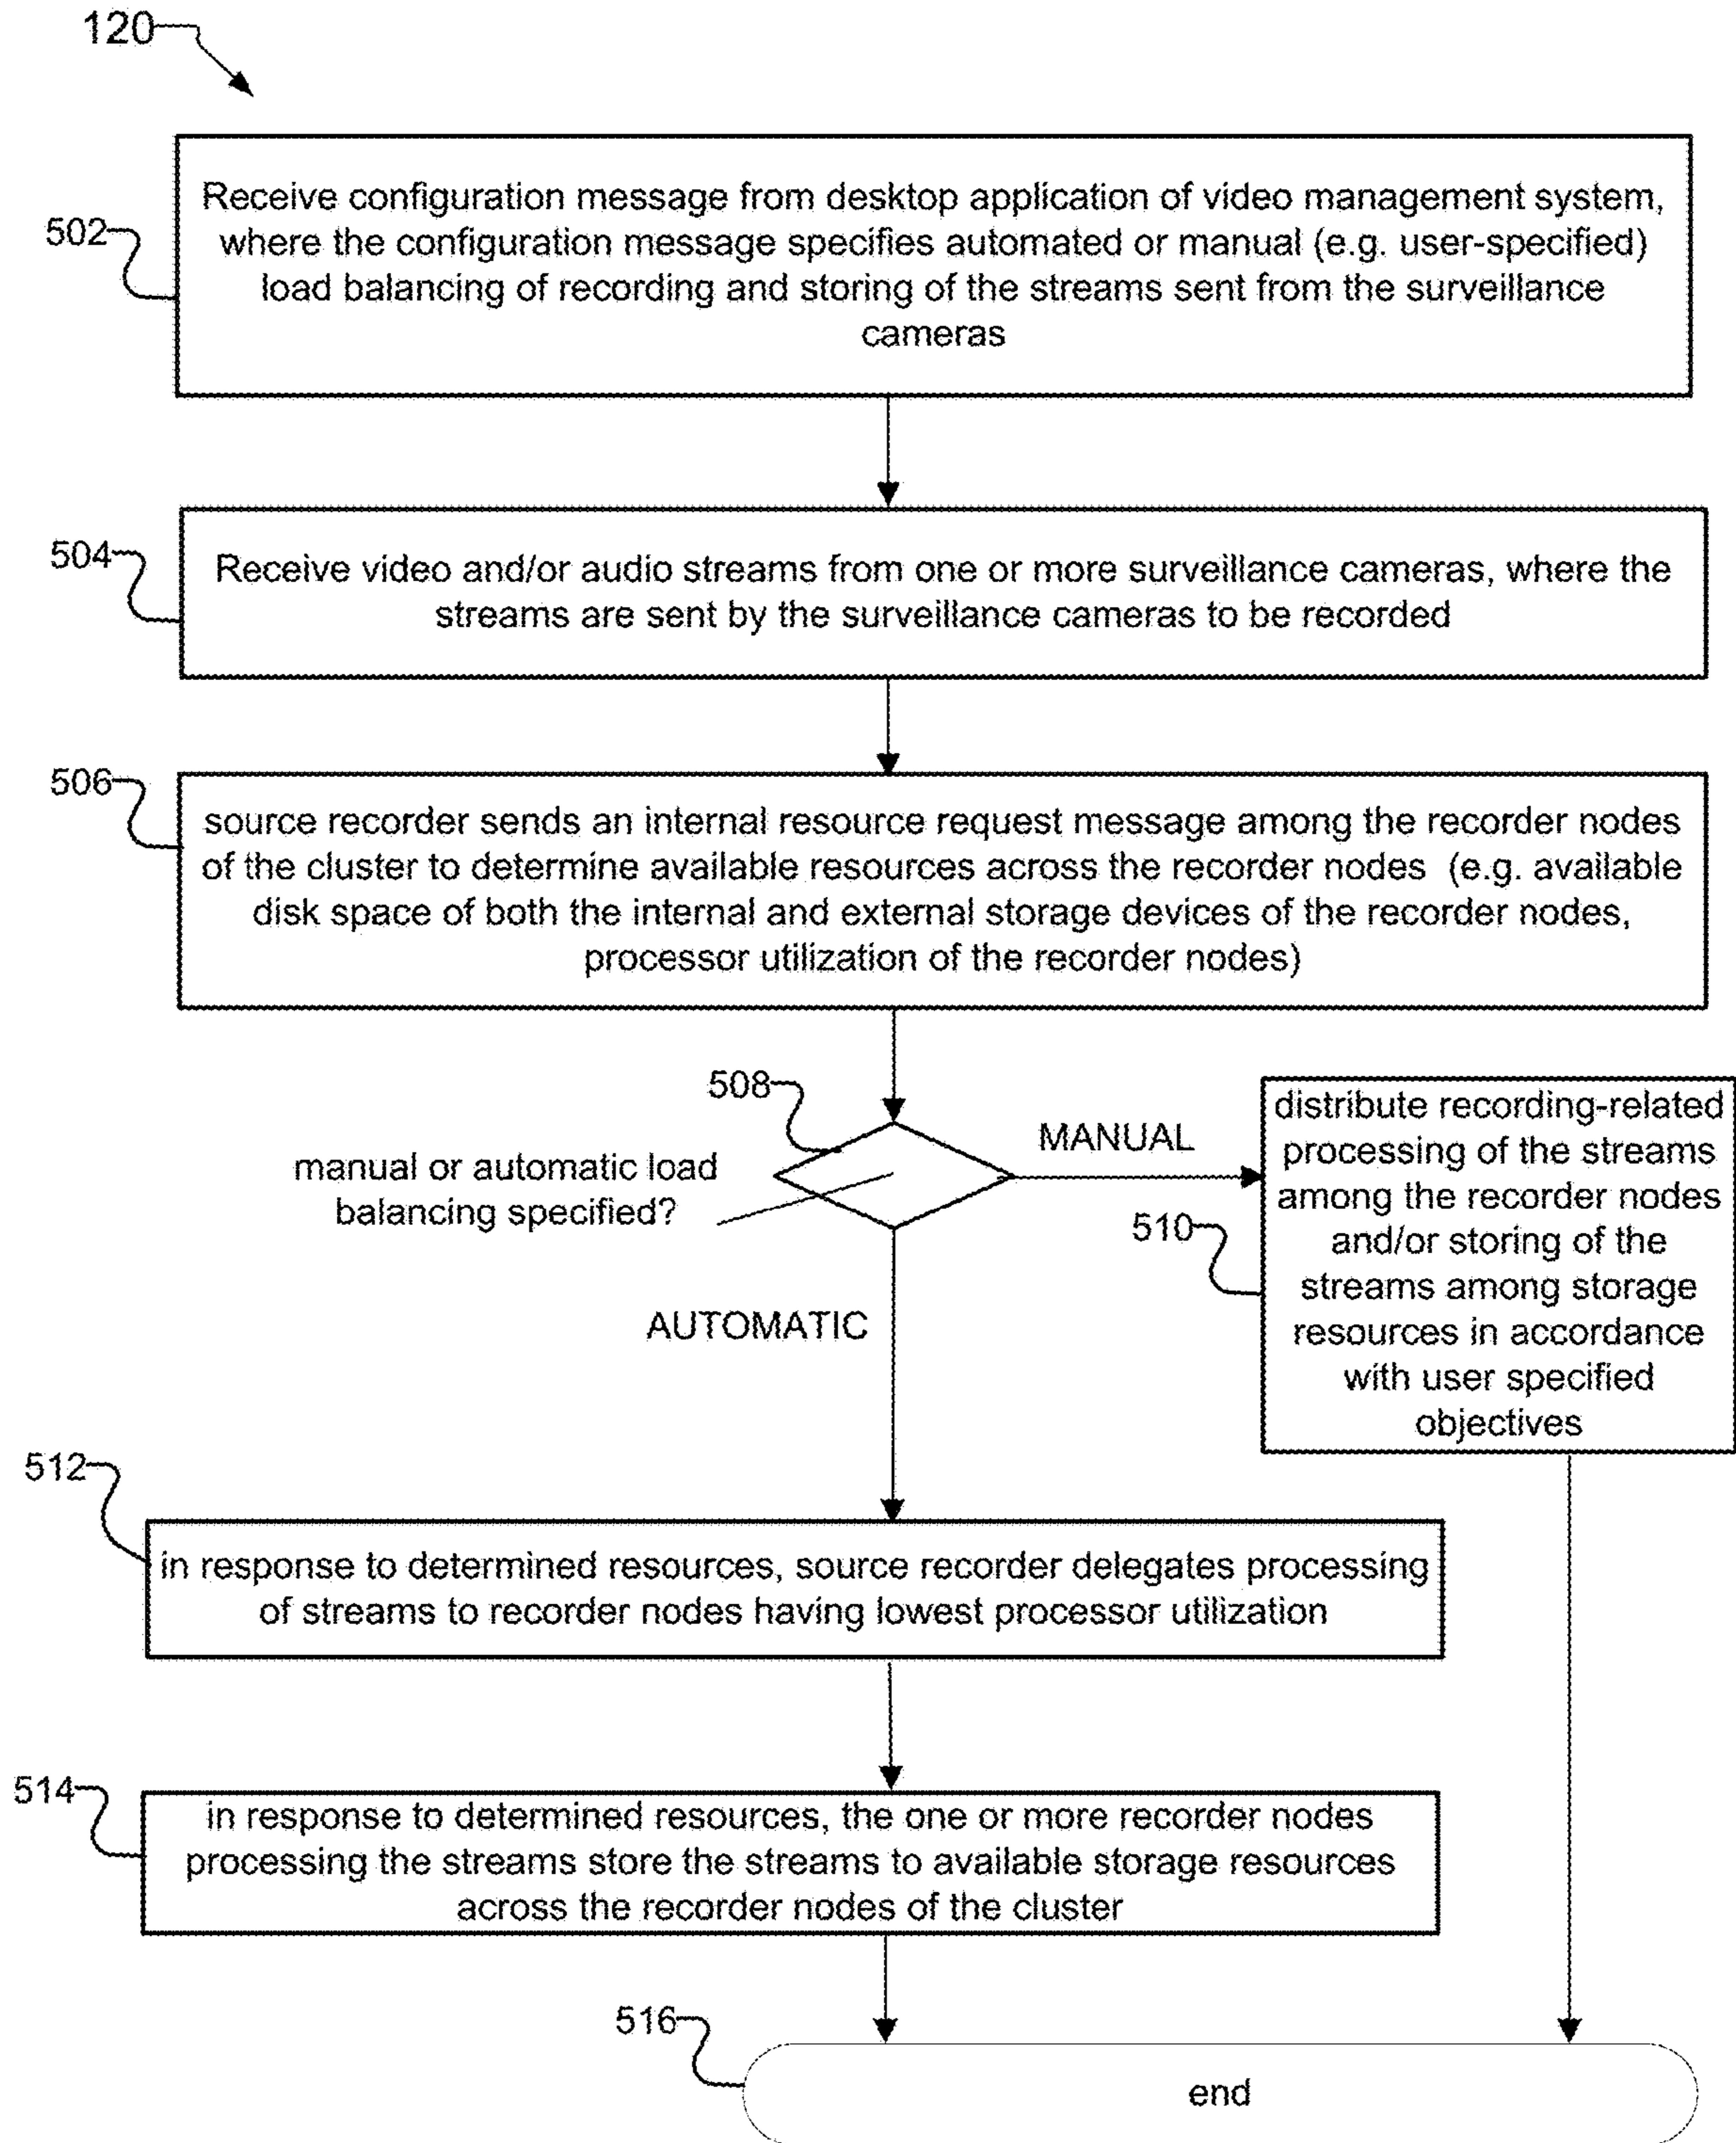 120
502
Receive configuration message from desktop application of video management system,
where the configuration message specifies automated or manual (e.g. user-specified)
load balancing of recording and storing of the streams sent from the surveillance
cameras
504
Receive video and/or audio streams from one or more surveillance cameras, where the
streams are sent by the surveillance cameras to be recorded
506
source recorder sends an internal resource request message among the recorder nodes
of the cluster to determine available resources across the recorder nodes (e.g. available
disk space of both the internal and external storage devices of the recorder nodes,
processor utilization of the recorder nodes)
508
manual or automatic load
balancing specified?
MANUAL
510
distribute recording-related
processing of the streams
among the recorder nodes
and/or storing of the
streams among storage
resources in accordance
with user specified
objectives
AUTOMATIC
512
in response to determined resources, source recorder delegates processing
of streams to recorder nodes having lowest processor utilization
514
in response to determined resources, the one or more recorder nodes
processing the streams store the streams to available storage resources
across the recorder nodes of the cluster
516
end